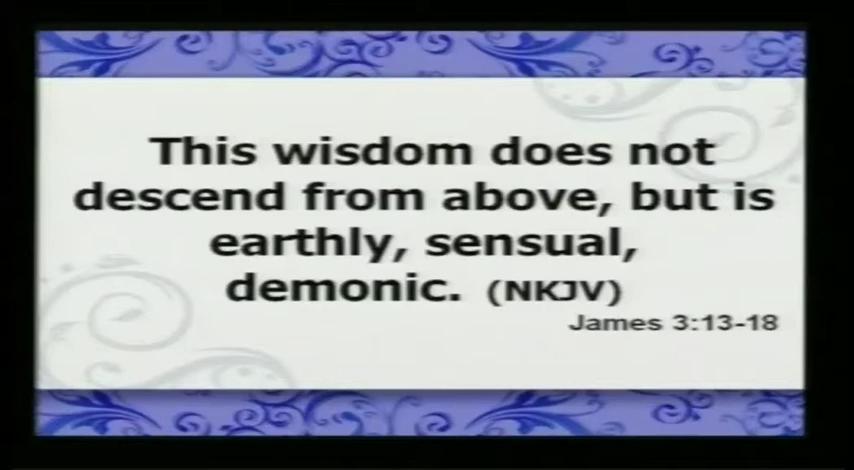 This wisdom does not
descend from above, but is
earthly, sensual,
demonic. (NKJV)
James 3:13-18